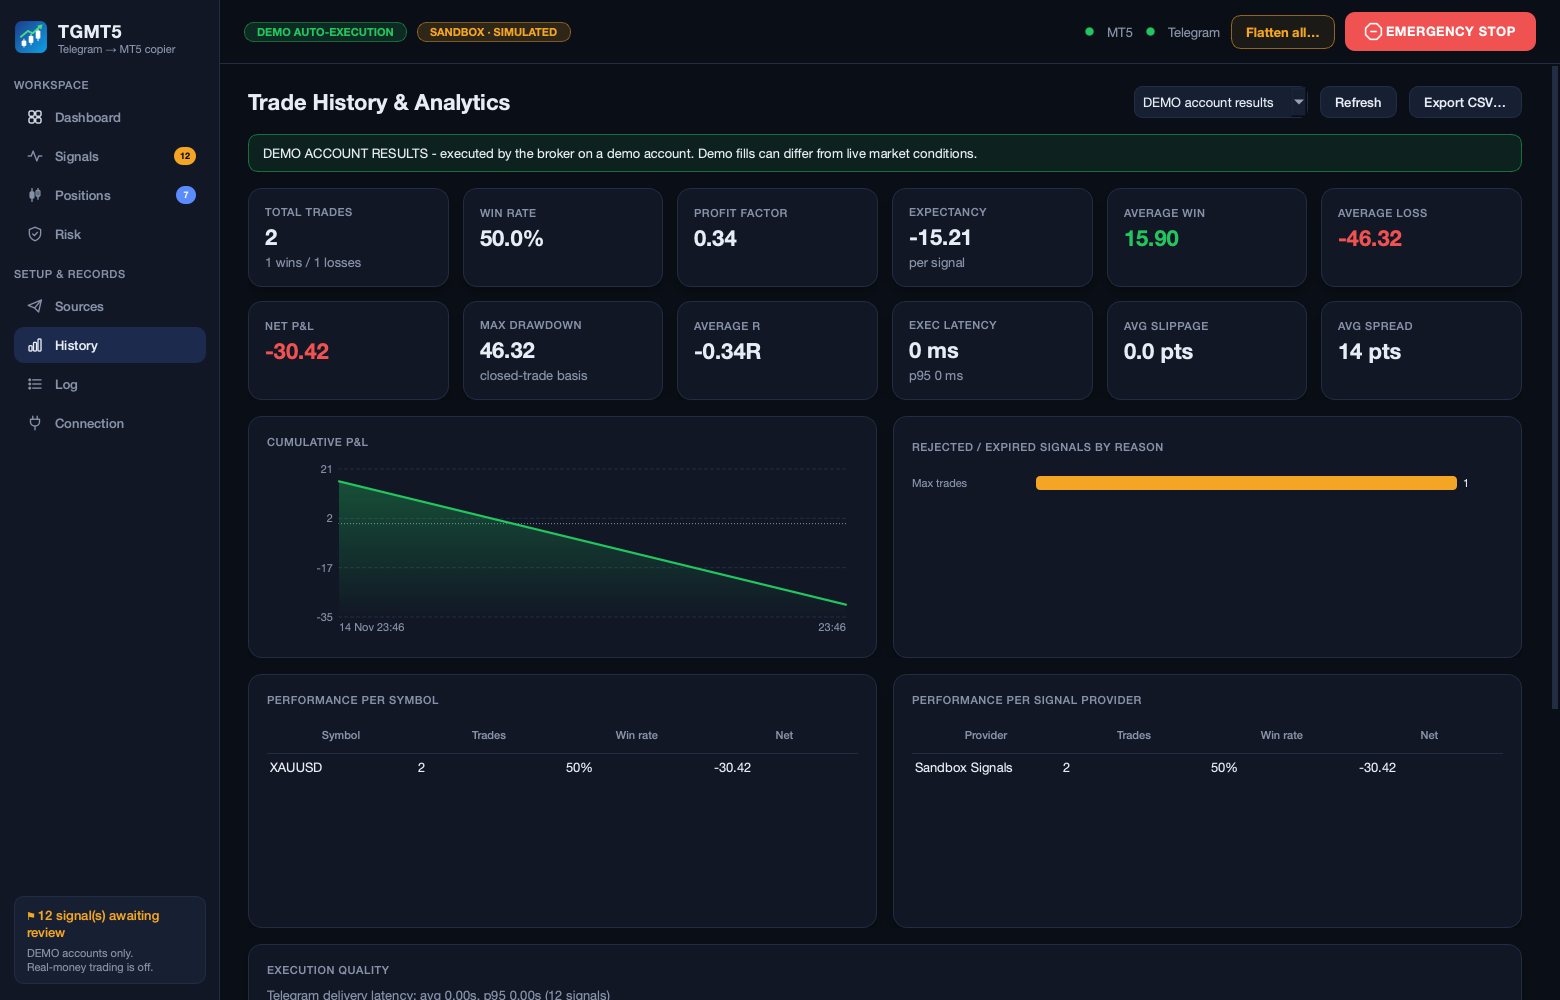 TGMT5
Telegram → MT5 copier
DEMO AUTO-EXECUTION
SANDBOX · SIMULATED
MT5
Telegram
Flatten all...
EMERGENCY STOP
WORKSPACE
Dashboard
Signals
12
Positions
7
Risk
SETUP & RECORDS
Sources
History
Log
Connection
12 signal(s) awaiting
review
DEMO accounts only.
Real-money trading is off.
Trade History & Analytics
DEMO account results
Refresh
Export CSV...
DEMO ACCOUNT RESULTS - executed by the broker on a demo account. Demo fills can differ from live market conditions.
TOTAL TRADES
2
1 wins / 1 losses
WIN RATE
50.0%
PROFIT FACTOR
0.34
EXPECTANCY
-15.21
per signal
AVERAGE WIN
15.90
AVERAGE LOSS
-46.32
NET P&L
-30.42
MAX DRAWDOWN
46.32
closed-trade basis
AVERAGE R
-0.34R
EXEC LATENCY
0 ms
p95 0 ms
AVG SLIPPAGE
0.0 pts
AVG SPREAD
14 pts
CUMULATIVE P&L
21
2
-17
-35
14 Nov 23:46
23:46
REJECTED / EXPIRED SIGNALS BY REASON
Max trades
1
PERFORMANCE PER SYMBOL
Symbol Trades Win rate Net
XAUUSD 2 50% -30.42
PERFORMANCE PER SIGNAL PROVIDER
Provider Trades Win rate Net
Sandbox Signals 2 50% -30.42
EXECUTION QUALITY
Telegram delivery latency: avg 0.00s, p95 0.00s (12 signals)